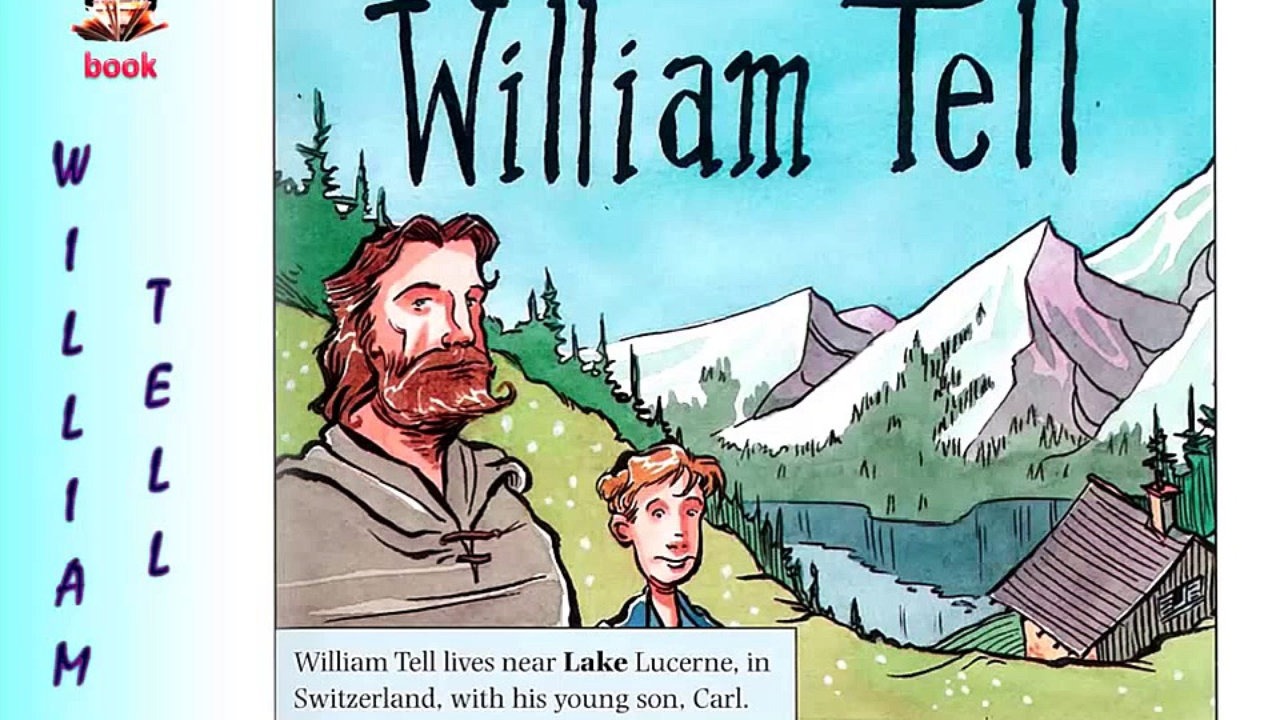 book
William Tell
WILLIAM
TELL
William Tell lives near Lake Lucerne, in
Switzerland, with his young son, Carl.